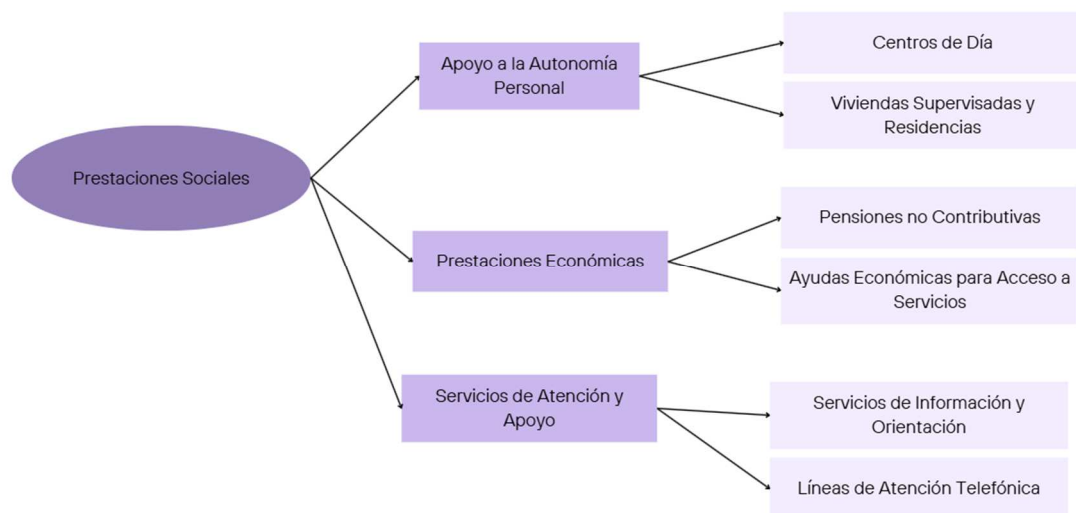 Prestaciones Sociales
Apoyo a la Autonomía
Personal
Centros de Día
Viviendas Supervisadas y
Residencias
Prestaciones Económicas
Pensiones no Contributivas
Ayudas Económicas para Acceso a
Servicios
Servicios de Atención y
Apoyo
Servicios de Información y
Orientación
Líneas de Atención Telefónica